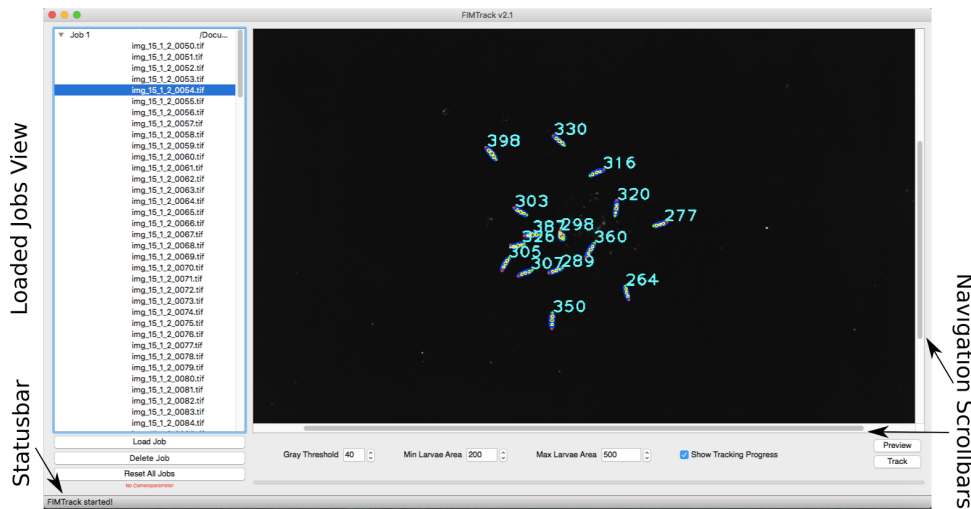 FIMTrack v2.1
Job 1 /Docu...
img_15_1_2_0050.tif
img_15_1_2_0051.tif
img_15_1_2_0052.tif
img_15_1_2_0053.tif
img_15_1_2_0054.tif
img_15_1_2_0055.tif
img_15_1_2_0056.tif
img_15_1_2_0057.tif
img_15_1_2_0058.tif
img_15_1_2_0059.tif
img_15_1_2_0060.tif
img_15_1_2_0061.tif
img_15_1_2_0062.tif
img_15_1_2_0063.tif
img_15_1_2_0064.tif
img_15_1_2_0065.tif
img_15_1_2_0066.tif
img_15_1_2_0067.tif
img_15_1_2_0068.tif
img_15_1_2_0069.tif
img_15_1_2_0070.tif
img_15_1_2_0071.tif
img_15_1_2_0072.tif
img_15_1_2_0073.tif
img_15_1_2_0074.tif
img_15_1_2_0075.tif
img_15_1_2_0076.tif
img_15_1_2_0077.tif
img_15_1_2_0078.tif
img_15_1_2_0079.tif
img_15_1_2_0080.tif
img_15_1_2_0081.tif
img_15_1_2_0082.tif
img_15_1_2_0083.tif
img_15_1_2_0084.tif
Load Job
Delete Job
Reset All Jobs
No Cameraparameter
FIMTrack started!
398
330
316
303
320
277
387
298
326
360
305
307
289
264
350
Gray Threshold 40
Min Larvae Area 200
Max Larvae Area 500
Show Tracking Progress
Preview
Track
Loaded Jobs View
Statusbar
Navigation Scrollbars